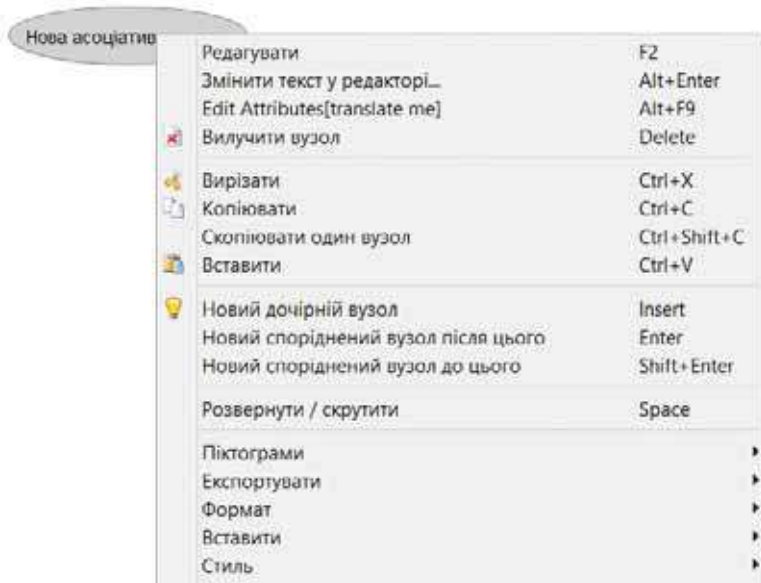 Нова асоціатив
Редагувати F2
Змінити текст у редакторі... Alt+Enter
Edit Attributes[translate me] Alt+F9
Вилучити вузол Delete
Вирізати Ctrl+X
Копіювати Ctrl+C
Скопіювати один вузол Ctrl+Shift+C
Вставити Ctrl+V
Новий дочірній вузол Insert
Новий споріднений вузол після цього Enter
Новий споріднений вузол до цього Shift+Enter
Розвернути / скрутити Space
Піктограми
Експортувати
Формат
Вставити
Стиль